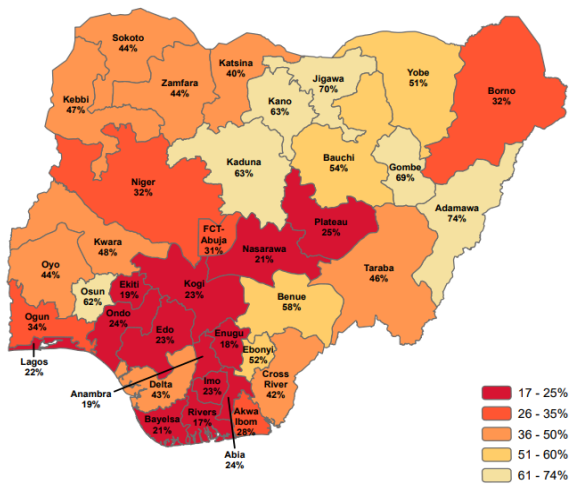 Sokoto
44%
Katsina
40%
Jigawa
70%
Yobe
51%
Borno
32%
Zamfara
44%
Kebbi
47%
Kano
63%
Kaduna
63%
Bauchi
54%
Gombe
69%
Niger
32%
Adamawa
74%
Plateau
25%
FCT-
Abuja
31%
Nasarawa
21%
Kwara
48%
Oyo
44%
Taraba
46%
Osun
62%
Ekiti
19%
Kogi
23%
Benue
58%
Ogun
34%
Ondo
24%
Edo
23%
Enugu
18%
Ebonyi
52%
Lagos
22%
Anambra
19%
Delta
43%
Imo
23%
Cross
River
42%
Bayelsa
21%
Rivers
17%
Akwa
Ibom
28%
Abia
24%
17 - 25%
26 - 35%
36 - 50%
51 - 60%
61 - 74%